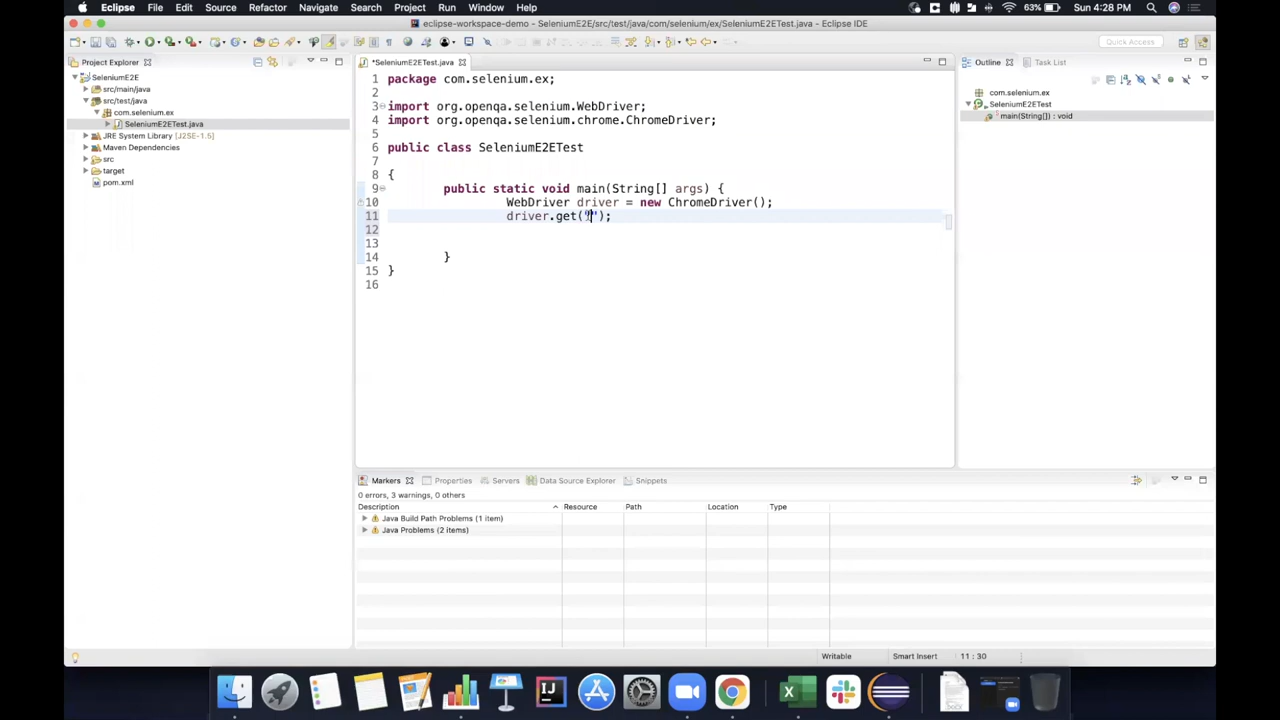 Eclipse File Edit Source Refactor Navigate Search Project Run Window Help 63% Sun 4:28 PM
eclipse-workspace-demo - SeleniumE2E/src/test/java/com/selenium/ex/SeleniumE2ETest.java - Eclipse IDE
Quick Access
Project Explorer
SeleniumE2E
src/main/java
src/test/java
com.selenium.ex
SeleniumE2ETest.java
JRE System Library [J2SE-1.5]
Maven Dependencies
src
target
pom.xml
*SeleniumE2ETest.java
1 package com.selenium.ex;
2
3 import org.openqa.selenium.WebDriver;
4 import org.openqa.selenium.chrome.ChromeDriver;
5
6 public class SeleniumE2ETest
7
8 {
9 public static void main(String[] args) {
10 WebDriver driver = new ChromeDriver();
11 driver.get("");
12
13
14 }
15 }
16
Outline Task List
com.selenium.ex
SeleniumE2ETest
main(String[]) : void
Markers Properties Servers Data Source Explorer Snippets
0 errors, 3 warnings, 0 others
Description Resource Path Location Type
Java Build Path Problems (1 item)
Java Problems (2 items)
Writable Smart Insert 11 : 30